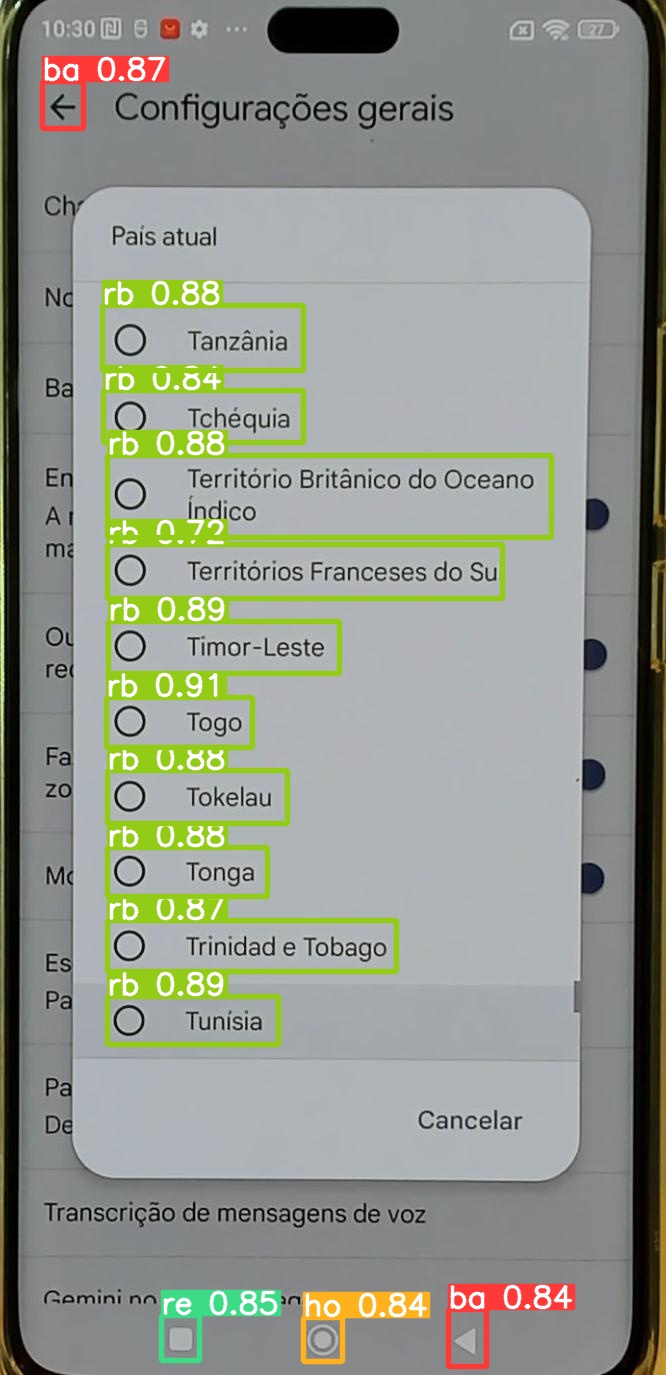 10:30 ... 27
ba 0.87
Configurações gerais
Ch
País atual
No
rb 0.88
Tanzânia
rb 0.84
Ba
Tchéquia
rb 0.88
En
Território Britânico do Oceano
A
Índico
rb 0.72
ma
Territórios Franceses do Su
rb 0.89
Ou
Timor-Leste
rec
rb 0.91
Togo
rb 0.88
Fa
zo
Tokelau
rb 0.88
Mo
Tonga
rb 0.87
Trinidad e Tobago
Es
rb 0.89
Pa
Tunísia
Pa
De
Cancelar
Transcrição de mensagens de voz
Gemini no
re 0.85
ho 0.84
ba 0.84